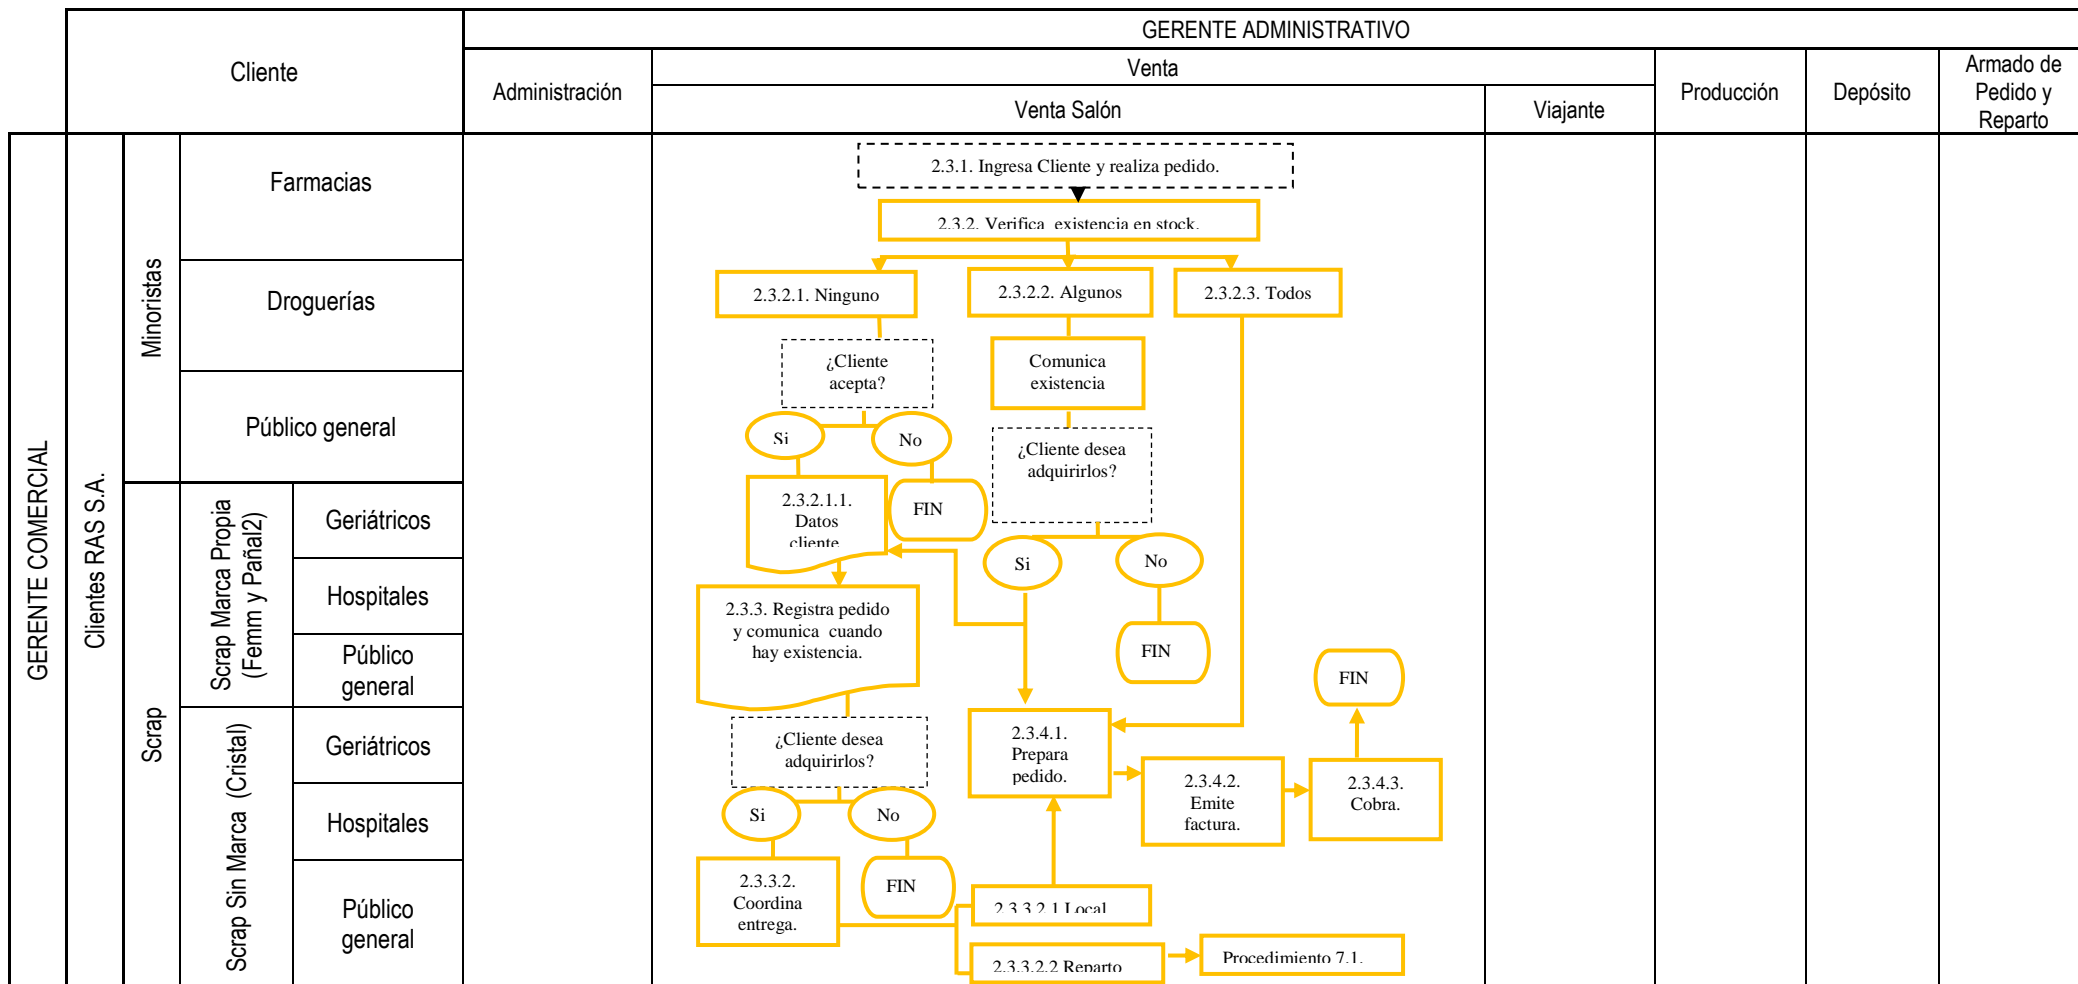 GERENTE ADMINISTRATIVO
Cliente
Administración
Venta
Producción
Depósito
Armado de
Pedido y
Reparto
Venta Salón
Viajante
GERENTE COMERCIAL
Clientes RAS S.A.
Minoristas
Farmacias
Droguerías
Público general
Scrap
Scrap Marca Propia
(Femm y Pañal2)
Geriátricos
Hospitales
Público
general
Scrap Sin Marca (Cristal)
Geriátricos
Hospitales
Público
general
2.3.1. Ingresa Cliente y realiza pedido.
2.3.2. Verifica existencia en stock.
2.3.2.1. Ninguno
2.3.2.2. Algunos
2.3.2.3. Todos
¿Cliente
acepta?
Comunica
existencia
Si
No
¿Cliente desea
adquirirlos?
2.3.2.1.1.
Datos
cliente
FIN
Si
No
2.3.3. Registra pedido
y comunica cuando
hay existencia.
FIN
FIN
¿Cliente desea
adquirirlos?
2.3.4.1.
Prepara
pedido.
2.3.4.2.
Emite
factura.
2.3.4.3.
Cobra.
Si
No
2.3.3.2.
Coordina
entrega.
FIN
2.3.3.2.1 Local
2.3.3.2.2 Reparto
Procedimiento 7.1.